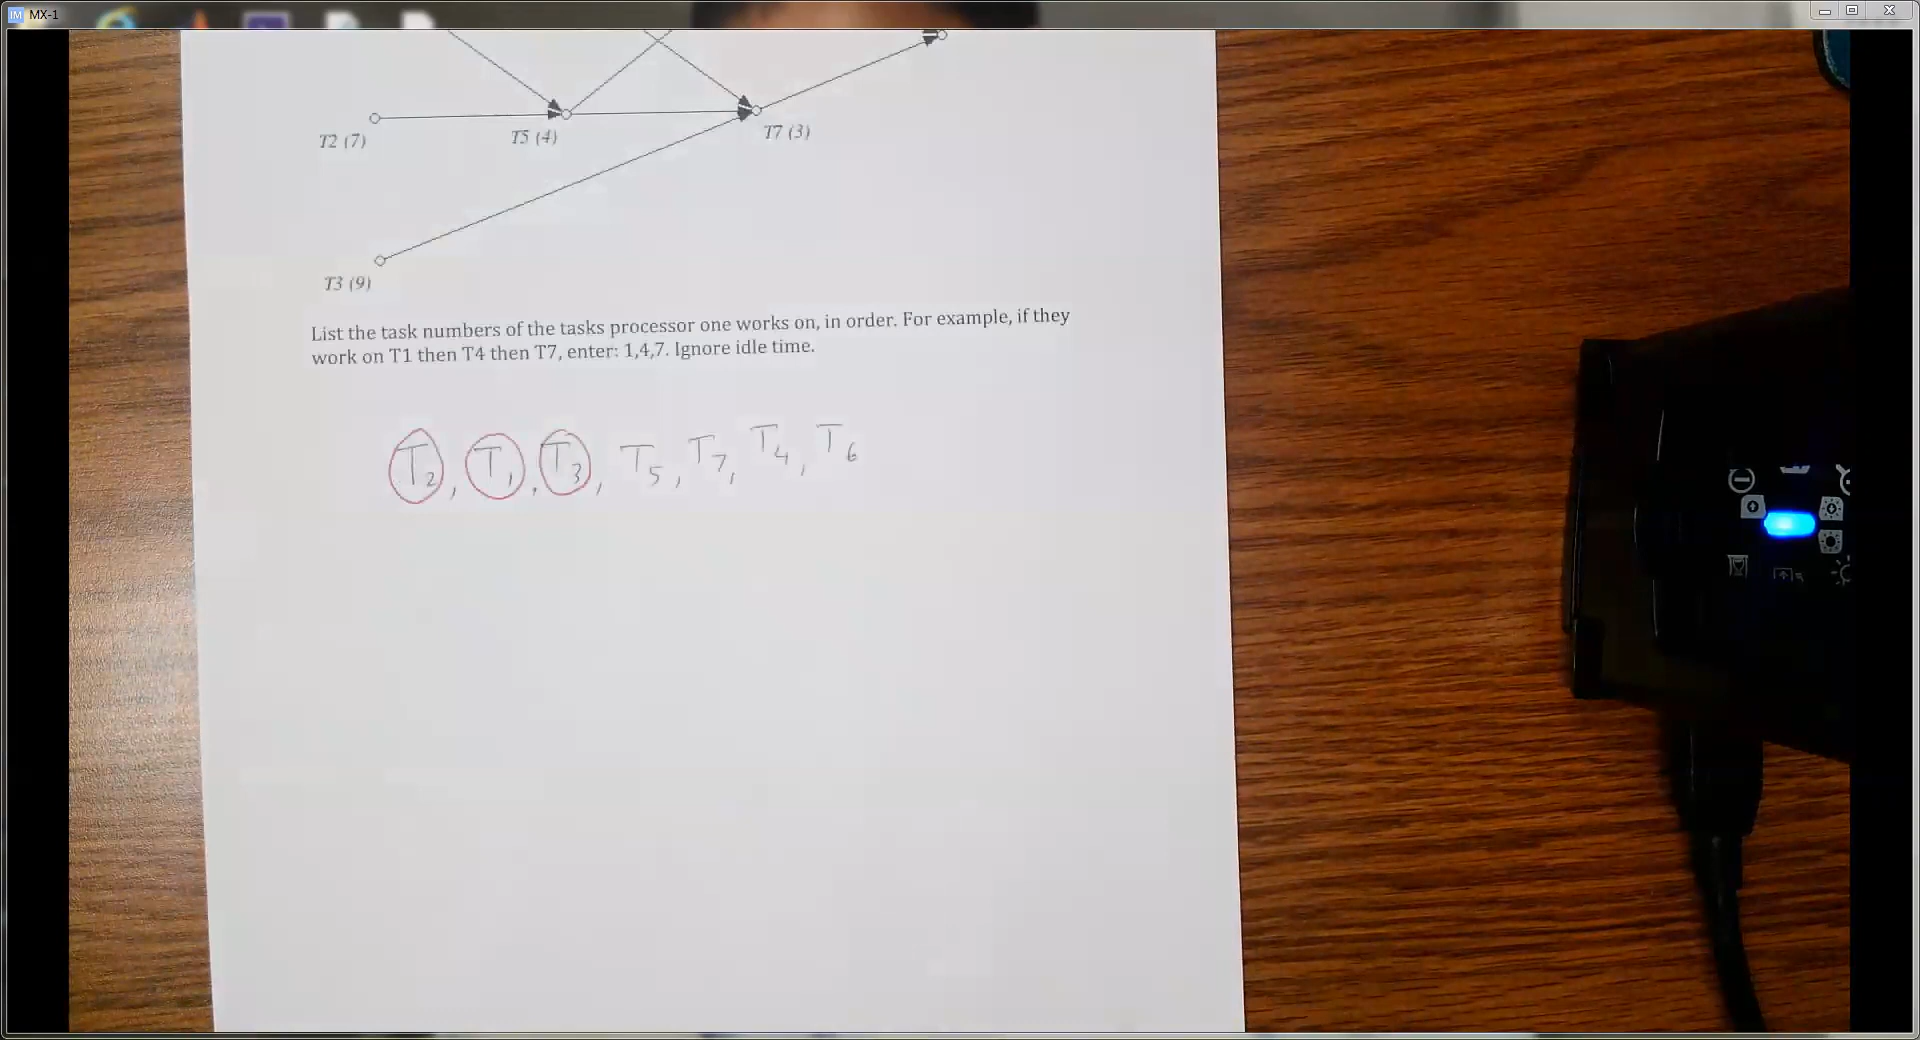 MX-1
T2 (7)
T5 (4)
T7 (3)
T3 (9)
List the task numbers of the tasks processor one works on, in order. For example, if they
work on T1 then T4 then T7, enter: 1,4,7. Ignore idle time.
T2, T1, T3, T5, T7, T4, T6